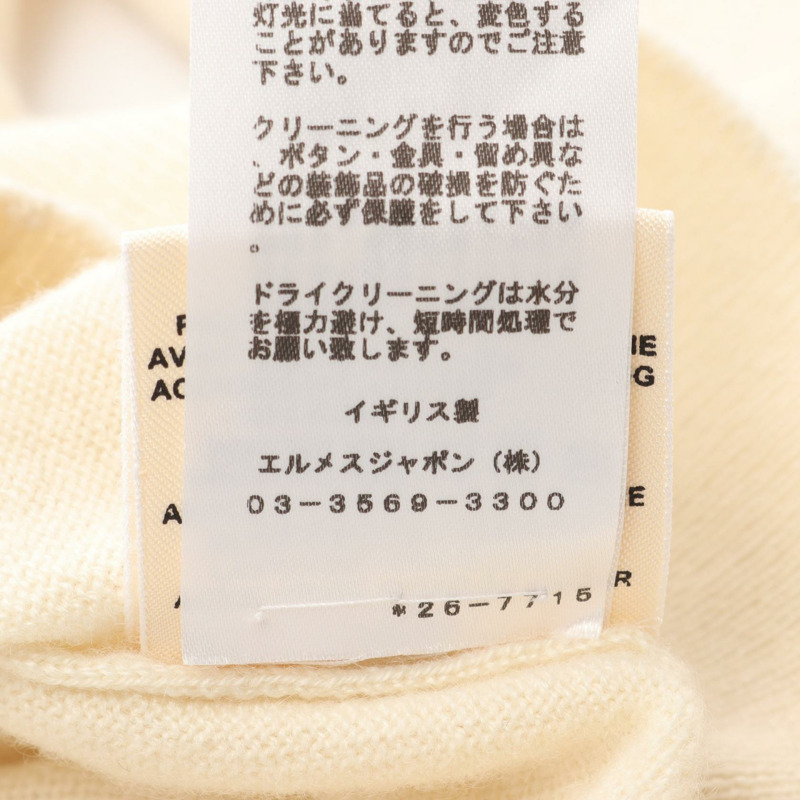 灯光に当てると、変色する
ことがありますのでご注意
下さい。
クリーニングを行う場合は
、ボタン・金具・留め具な
どの装飾品の破損を防ぐた
めに必ず保護をして下さい
。
ドライクリーニングは水分
を極力避け、短時間処理で
お願い致します。
イギリス製
エルメスジャポン（株）
03-3569-3300
*26-7715
AV
AC
NE
G
A
E
R